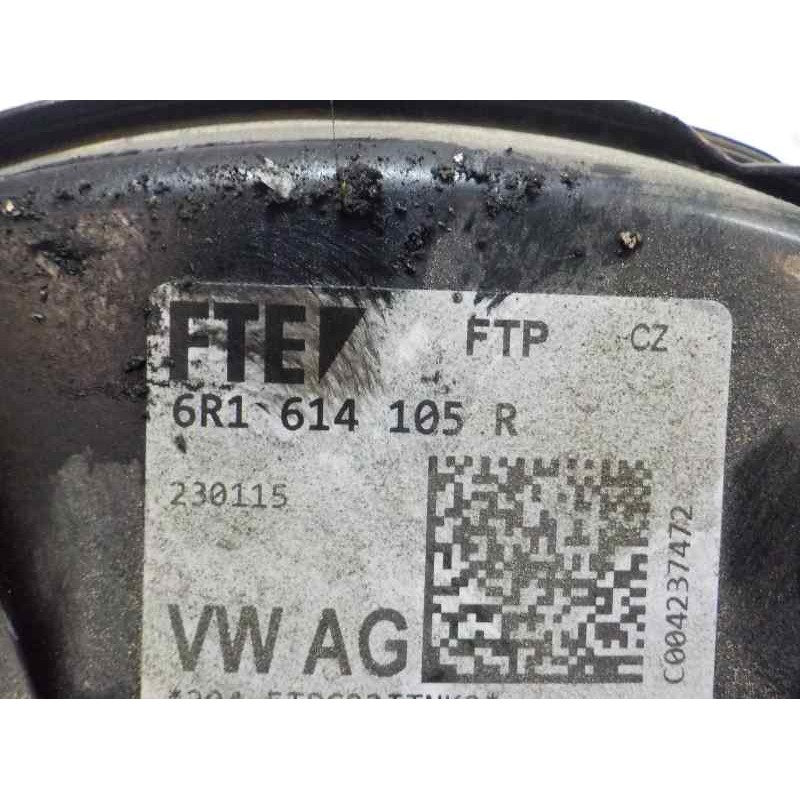 FTE FTP CZ
6R1 614 105 R
230115
C004237472
VW AG